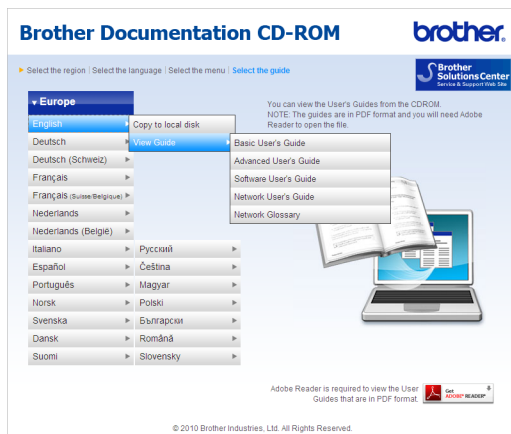 Brother Documentation CD-ROM
brother.
Select the region | Select the language | Select the menu | Select the guide
Brother
Solutions Center
Service & Support Web Site
Europe
You can view the User's Guides from the CDROM.
NOTE: The guides are in PDF format and you will need Adobe
Reader to open the file.
English
Copy to local disk
Deutsch
View Guide
Basic User's Guide
Deutsch (Schweiz)
Advanced User's Guide
Français
Software User's Guide
Français (Suisse/Belgique)
Network User's Guide
Nederlands
Network Glossary
Nederlands (België)
Italiano
Русский
Español
Čeština
Português
Magyar
Norsk
Polski
Svenska
Български
Dansk
Română
Suomi
Slovensky
Adobe Reader is required to view the User
Guides that are in PDF format.
Get
ADOBE® READER®
© 2010 Brother Industries, Ltd. All Rights Reserved.